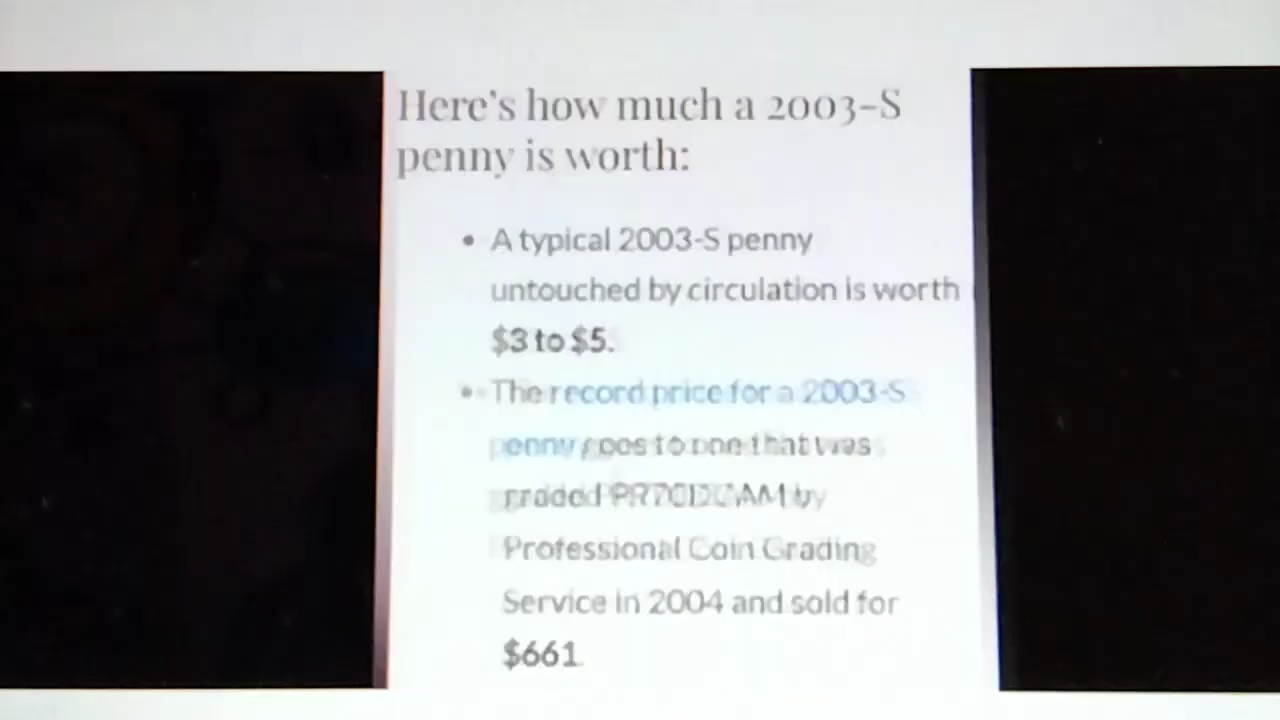 Here's how much a 2003-S
penny is worth:
• A typical 2003-S penny
untouched by circulation is worth
$3 to $5.
• The record price for a 2003-S
penny goes to one that was
graded PR70DCAM by
Professional Coin Grading
Service in 2004 and sold for
$661